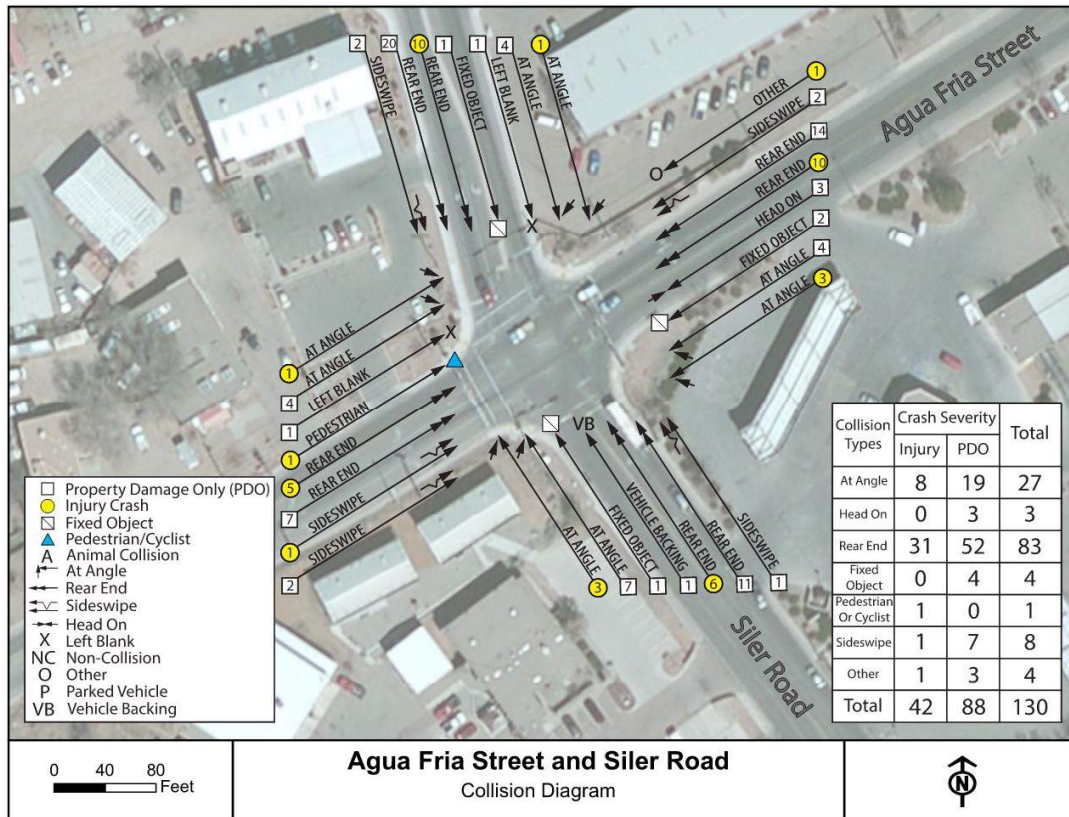 2 20 10 1 1 4 1
SIDESWIPE
REAR END
REAR END
FIXED OBJECT
LEFT BLANK
AT ANGLE
AT ANGLE
X
Agua Fria Street
OTHER 1
SIDESWIPE 2
REAR END 14
REAR END 10
HEAD ON 3
FIXED OBJECT 2
AT ANGLE 4
AT ANGLE 3
O
1 AT ANGLE
4 AT ANGLE
1 LEFT BLANK
1 PEDESTRIAN
5 REAR END
7 REAR END
1 SIDESWIPE
2 SIDESWIPE
X
VB
AT ANGLE
AT ANGLE
FIXED OBJECT
VEHICLE BACKING
REAR END
REAR END
SIDESWIPE
3 7 1 1 6 11 1
Siler Road
Property Damage Only (PDO)
Injury Crash
Fixed Object
Pedestrian/Cyclist
A Animal Collision
At Angle
Rear End
Sideswipe
Head On
X Left Blank
NC Non-Collision
O Other
P Parked Vehicle
VB Vehicle Backing
Collision Types Crash Severity Total
Injury PDO
At Angle 8 19 27
Head On 0 3 3
Rear End 31 52 83
Fixed Object 0 4 4
Pedestrian Or Cyclist 1 0 1
Sideswipe 1 7 8
Other 1 3 4
Total 42 88 130
0 40 80
Feet
Agua Fria Street and Siler Road
Collision Diagram
N